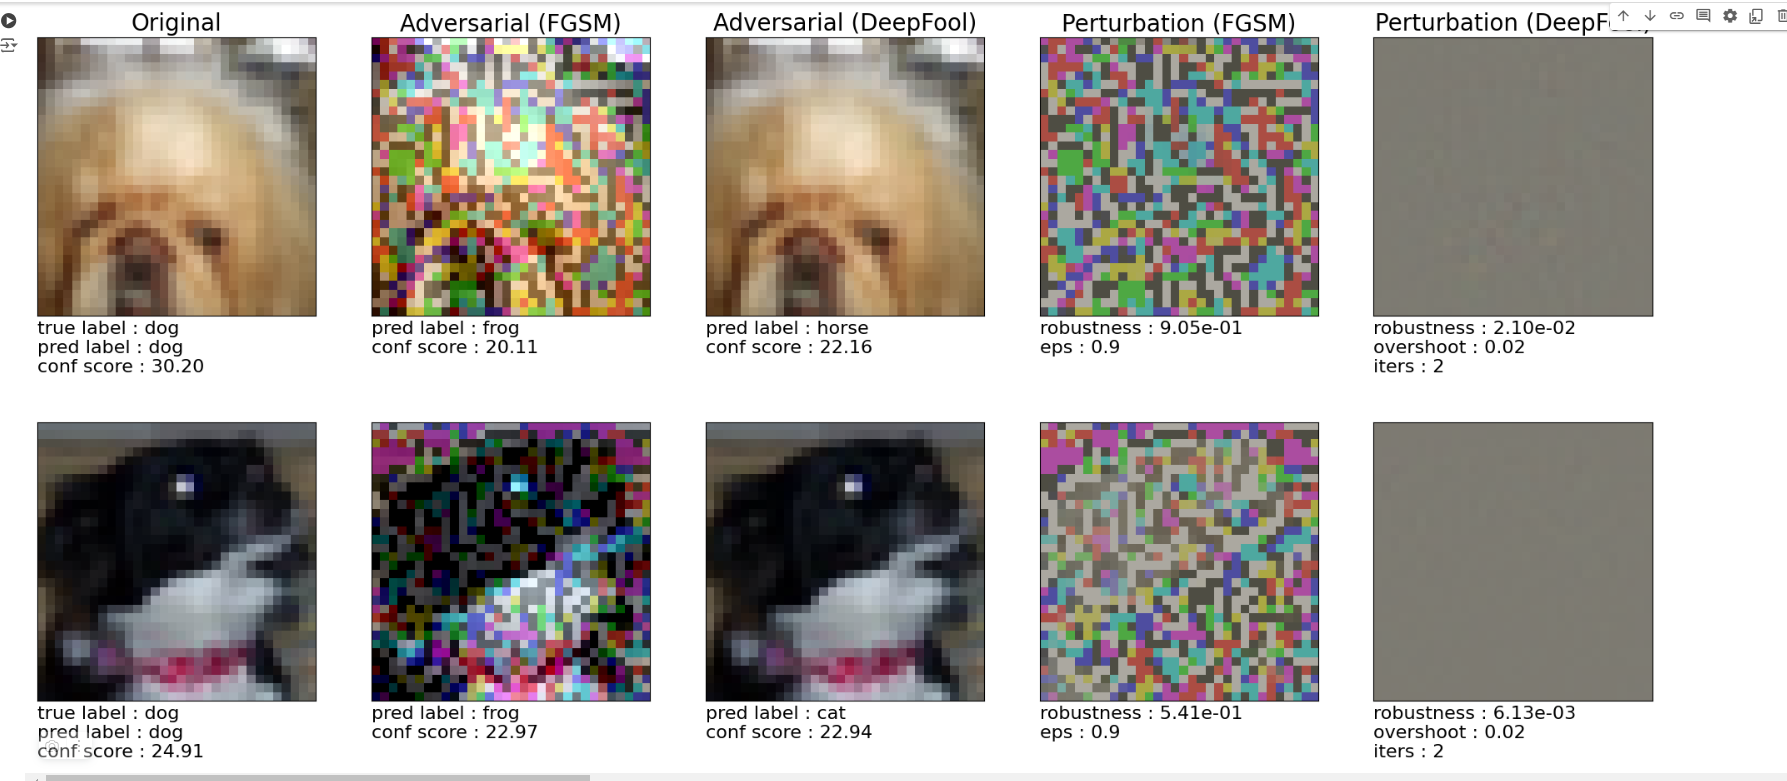 Original
Adversarial (FGSM)
Adversarial (DeepFool)
Perturbation (FGSM)
Perturbation
true label : dog
pred label : dog
conf score : 30.20
pred label : frog
conf score : 20.11
pred label : horse
conf score : 22.16
robustness : 9.05e-01
eps : 0.9
robustness : 2.10e-02
overshoot : 0.02
iters : 2
true label : dog
pred label : dog
conf score : 24.91
pred label : frog
conf score : 22.97
pred label : cat
conf score : 22.94
robustness : 5.41e-01
eps : 0.9
robustness : 6.13e-03
overshoot : 0.02
iters : 2